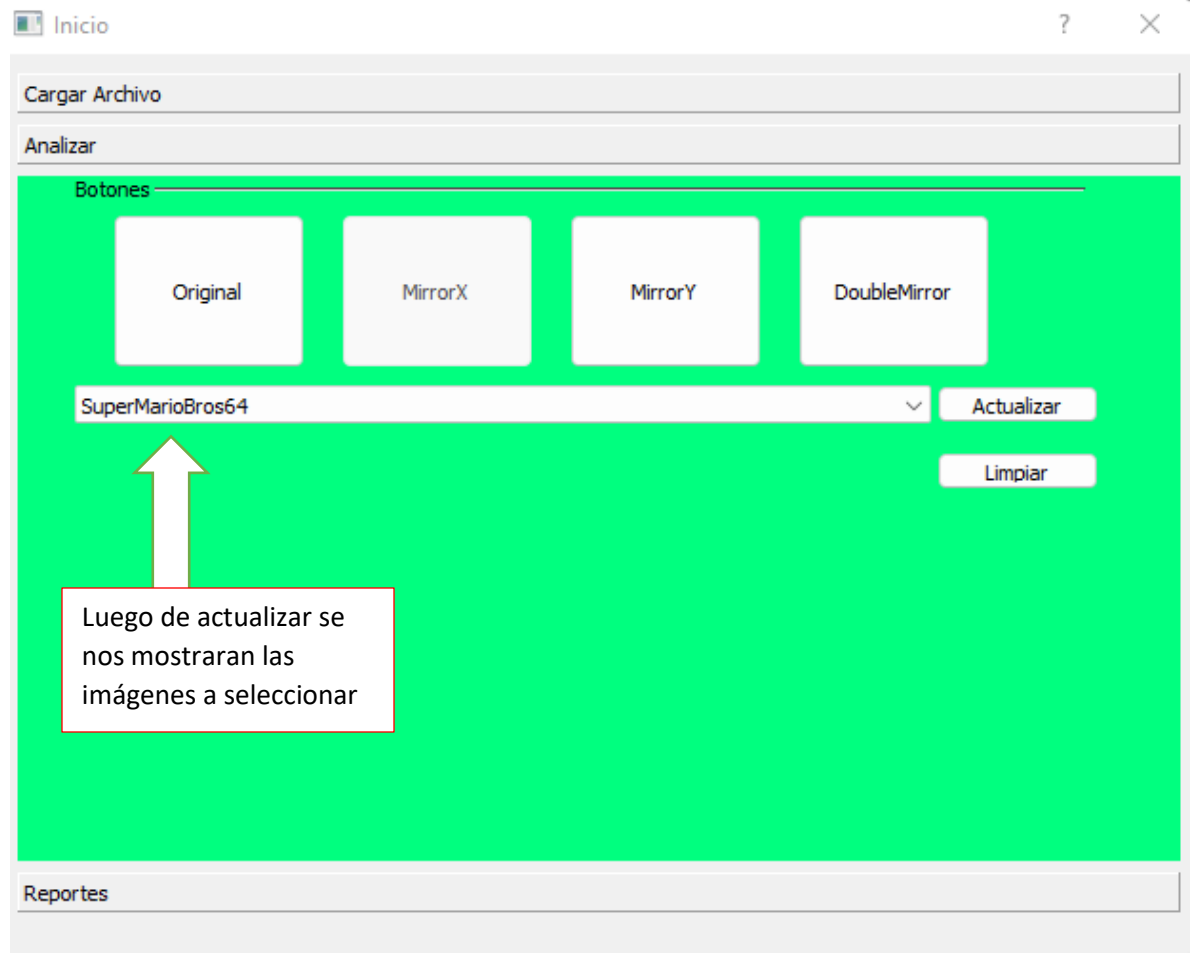 Inicio
Cargar Archivo
Analizar
Botones
Original MirrorX MirrorY DoubleMirror
SuperMarioBros64 Actualizar
Limpiar
Luego de actualizar se
nos mostraran las
imágenes a seleccionar
Reportes